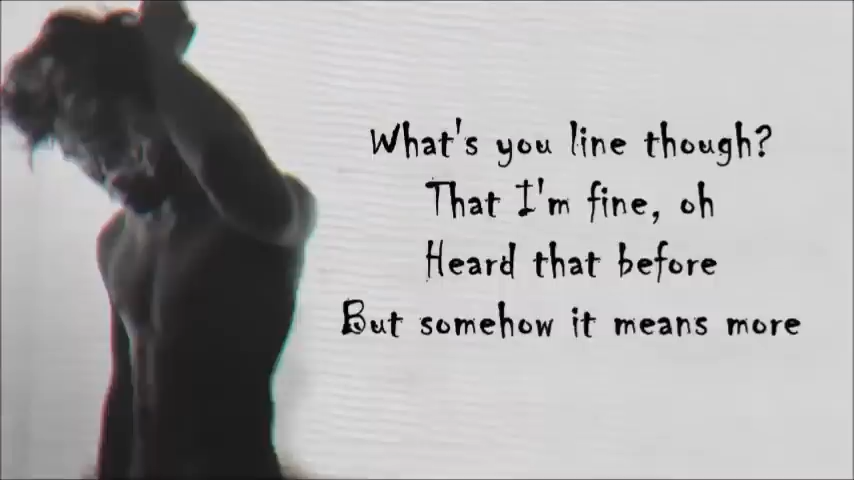 What's you line though?
That I'm fine, oh
Heard that before
But somehow it means more